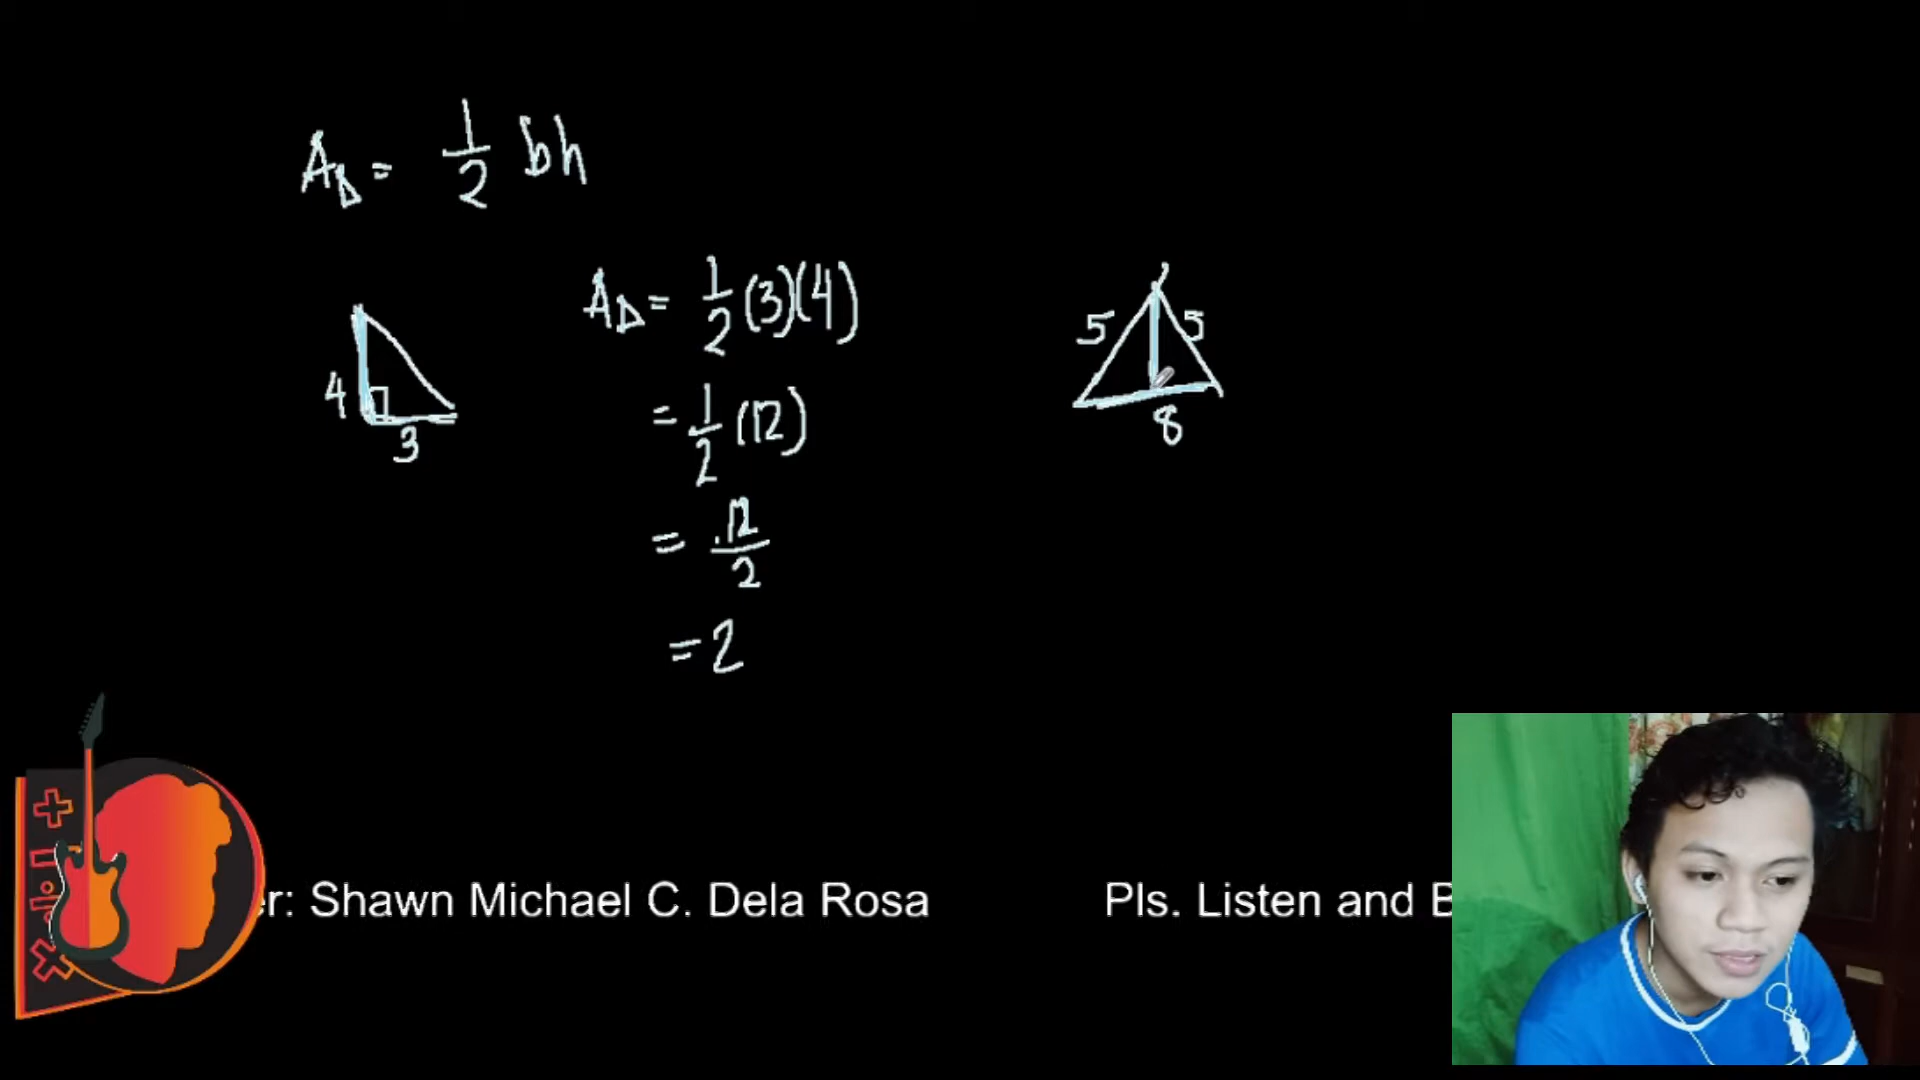 A△ = 1/2 bh
A△ = 1/2 (3)(4)
= 1/2 (12)
= 12/2
= 2
4
3
5 5
8
r: Shawn Michael C. Dela Rosa Pls. Listen and